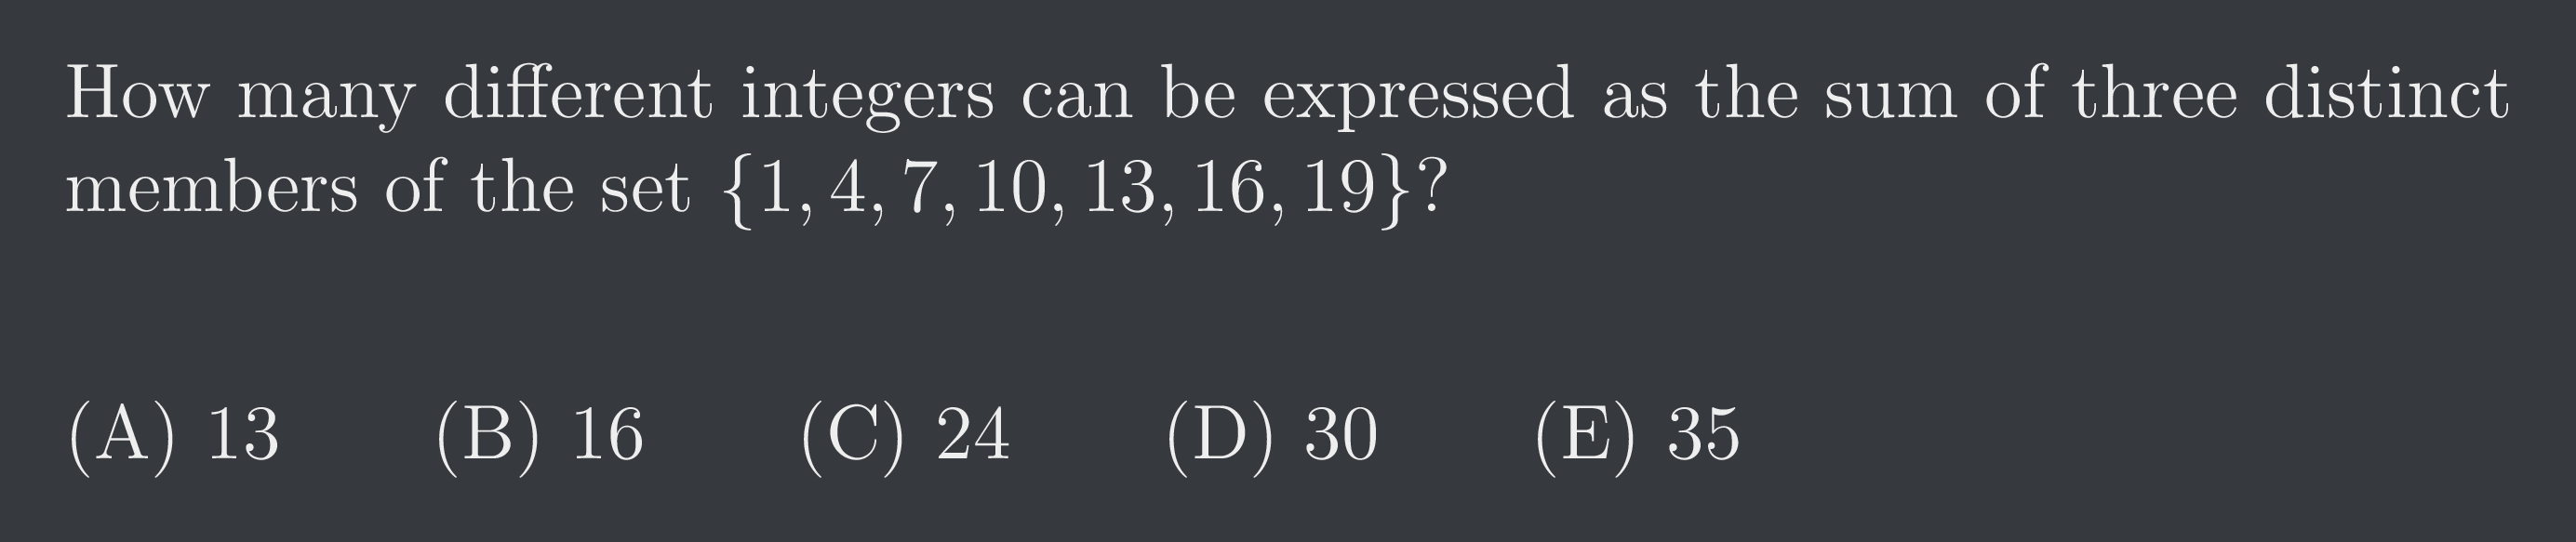 How many different integers can be expressed as the sum of three distinct
members of the set {1, 4, 7, 10, 13, 16, 19}?
(A) 13 (B) 16 (C) 24 (D) 30 (E) 35